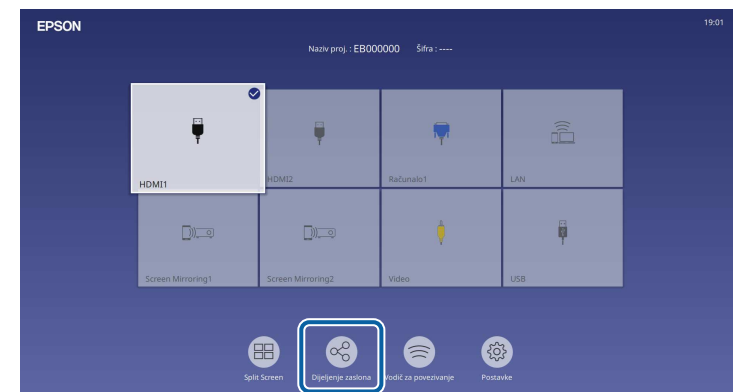 EPSON
19:01
Naziv proj. : EB000000 Šifra : ----
HDMI1
HDMI2
Računalo1
LAN
Screen Mirroring1
Screen Mirroring2
Video
USB
Split Screen
Dijeljenje zaslona
Vodič za povezivanje
Postavke